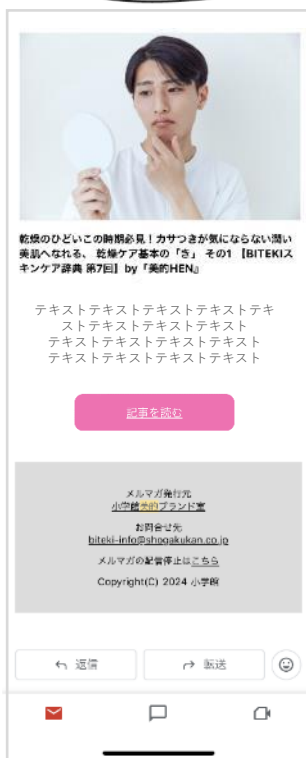 乾燥のひどいこの時期必見！カサつきが気にならない潤い
美肌へなれる、 乾燥ケア基本の「き」 その1 【BITEKIス
キンケア辞典 第7回】by『美的HEN』
テキストテキストテキストテキストテキ
ストテキストテキストテキスト
テキストテキストテキストテキスト
テキストテキストテキストテキスト
記事を読む
メルマガ発行元
小学館美的ブランド室
お問合せ先
biteki-info@shogakukan.co.jp
メルマガの配信停止はこちら
Copyright(C) 2024 小学館
返信
転送